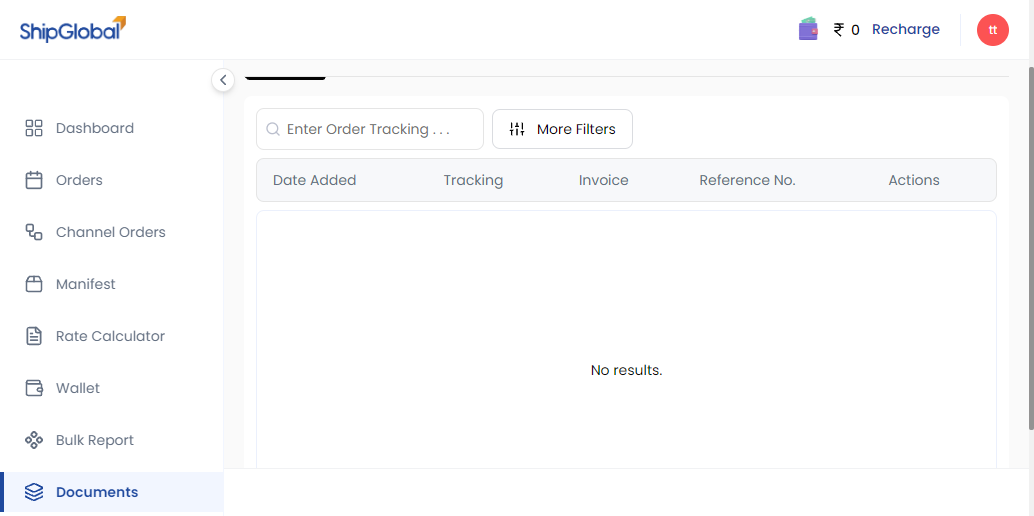 ShipGlobal
₹ 0 Recharge
tt
Dashboard
Orders
Channel Orders
Manifest
Rate Calculator
Wallet
Bulk Report
Documents
Enter Order Tracking . . .
More Filters
Date Added Tracking Invoice Reference No. Actions
No results.